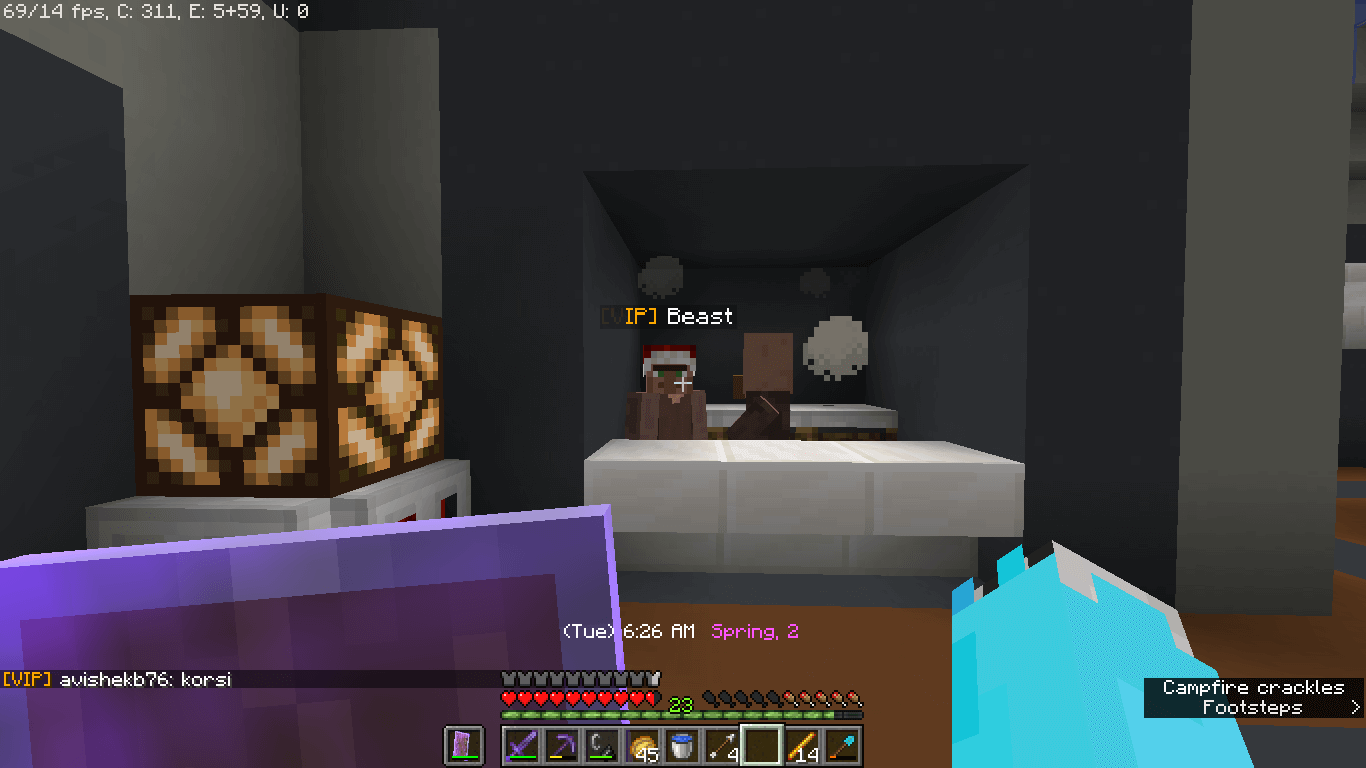 69/14 fps, C: 311, E: 5+59, U: 0
[VIP] Beast
(Tue) 6:26 AM Spring, 2
[VIP] avishekb76: korsi
23
Campfire crackles
Footsteps >
45
4
14